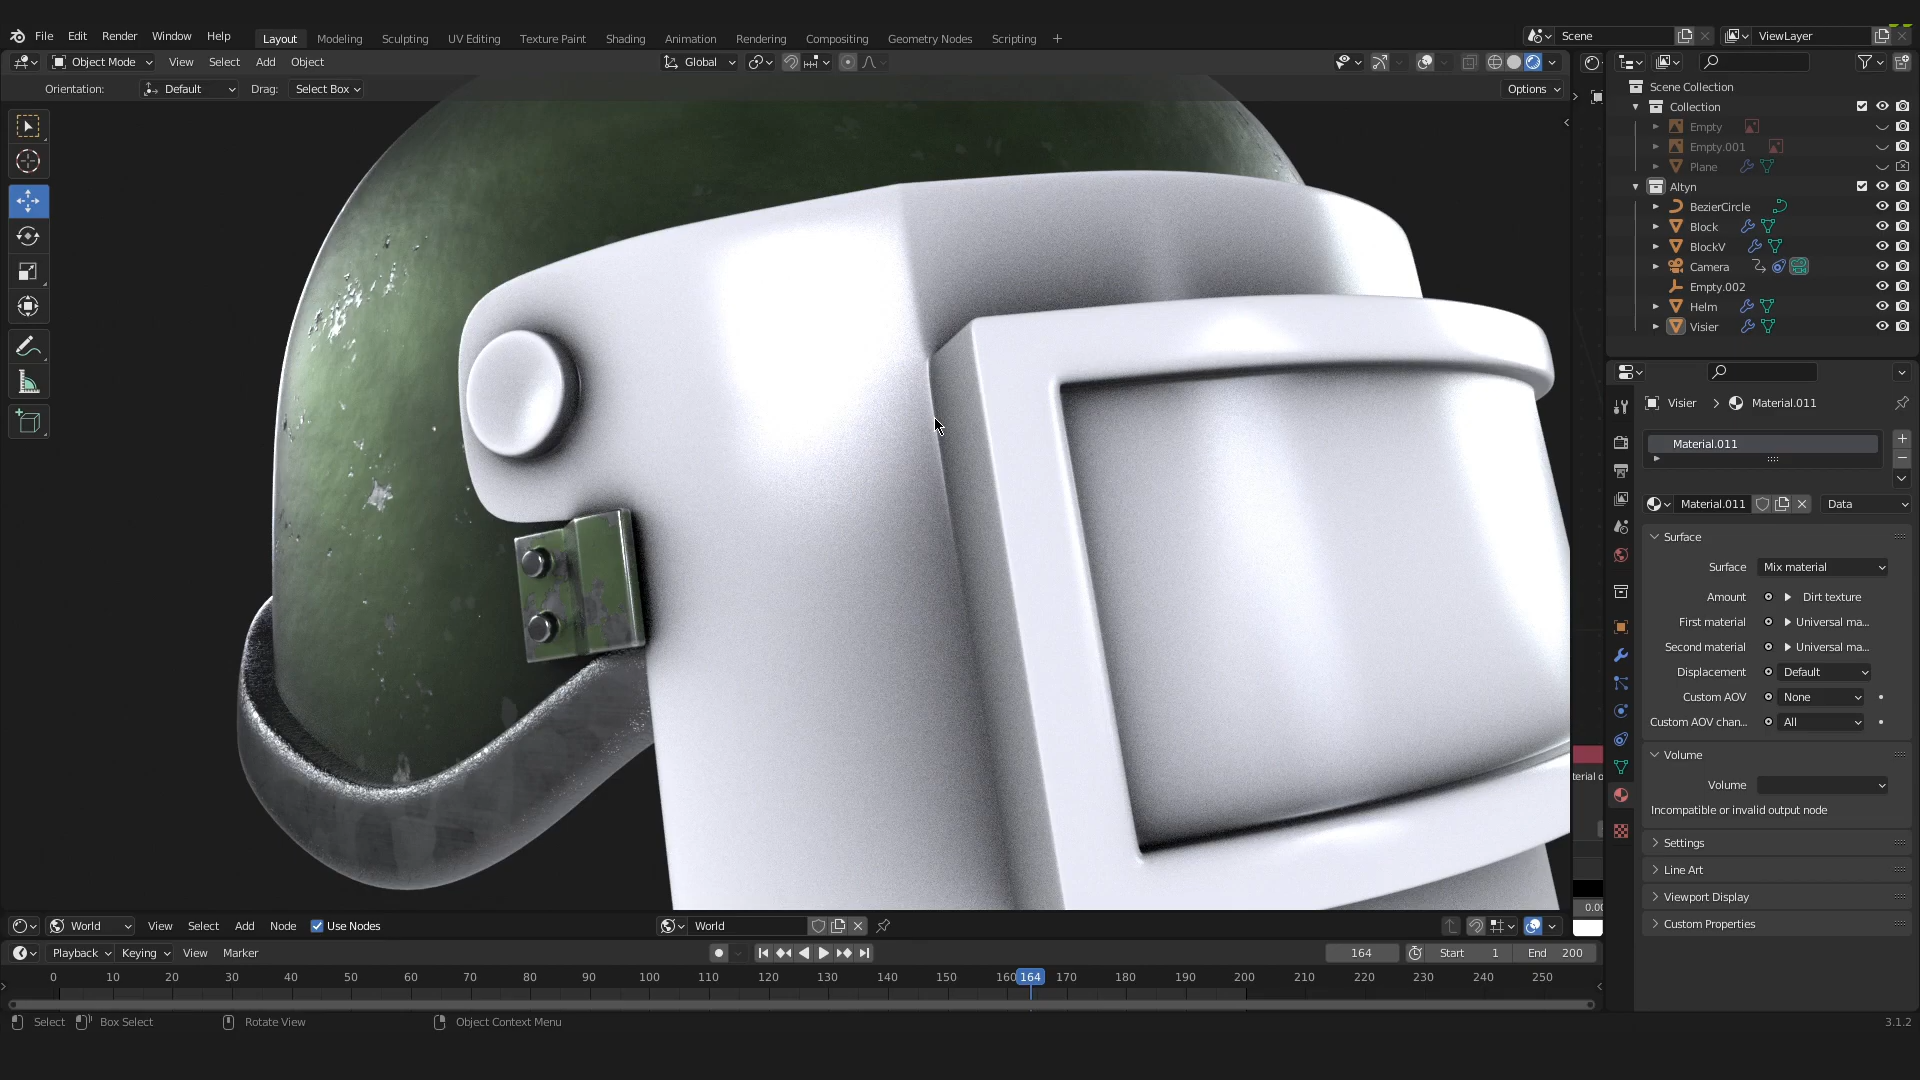 File Edit Render Window Help Layout Modeling Sculpting UV Editing Texture Paint Shading Animation Rendering Compositing Geometry Nodes Scripting Scene ViewLayer
Object Mode View Select Add Object Global
Orientation: Default Drag: Select Box Options
Scene Collection
Collection
Empty
Empty.001
Plane
Altyn
BezierCircle
Block
BlockV
Camera
Empty.002
Helm
Visier
Visier Material.011
Material.011
Material.011 Data
Surface
Surface Mix material
Amount Dirt texture
First material Universal ma...
Second material Universal ma...
Displacement Default
Custom AOV None
Custom AOV chan... All
Volume
Volume
Incompatible or invalid output node
Settings
Line Art
Viewport Display
Custom Properties
terial o
0.00
World View Select Add Node Use Nodes World
Playback Keying View Marker 164 Start 1 End 200
0 10 20 30 40 50 60 70 80 90 100 110 120 130 140 150 160 164 170 180 190 200 210 220 230 240 250
Select Box Select Rotate View Object Context Menu 3.1.2